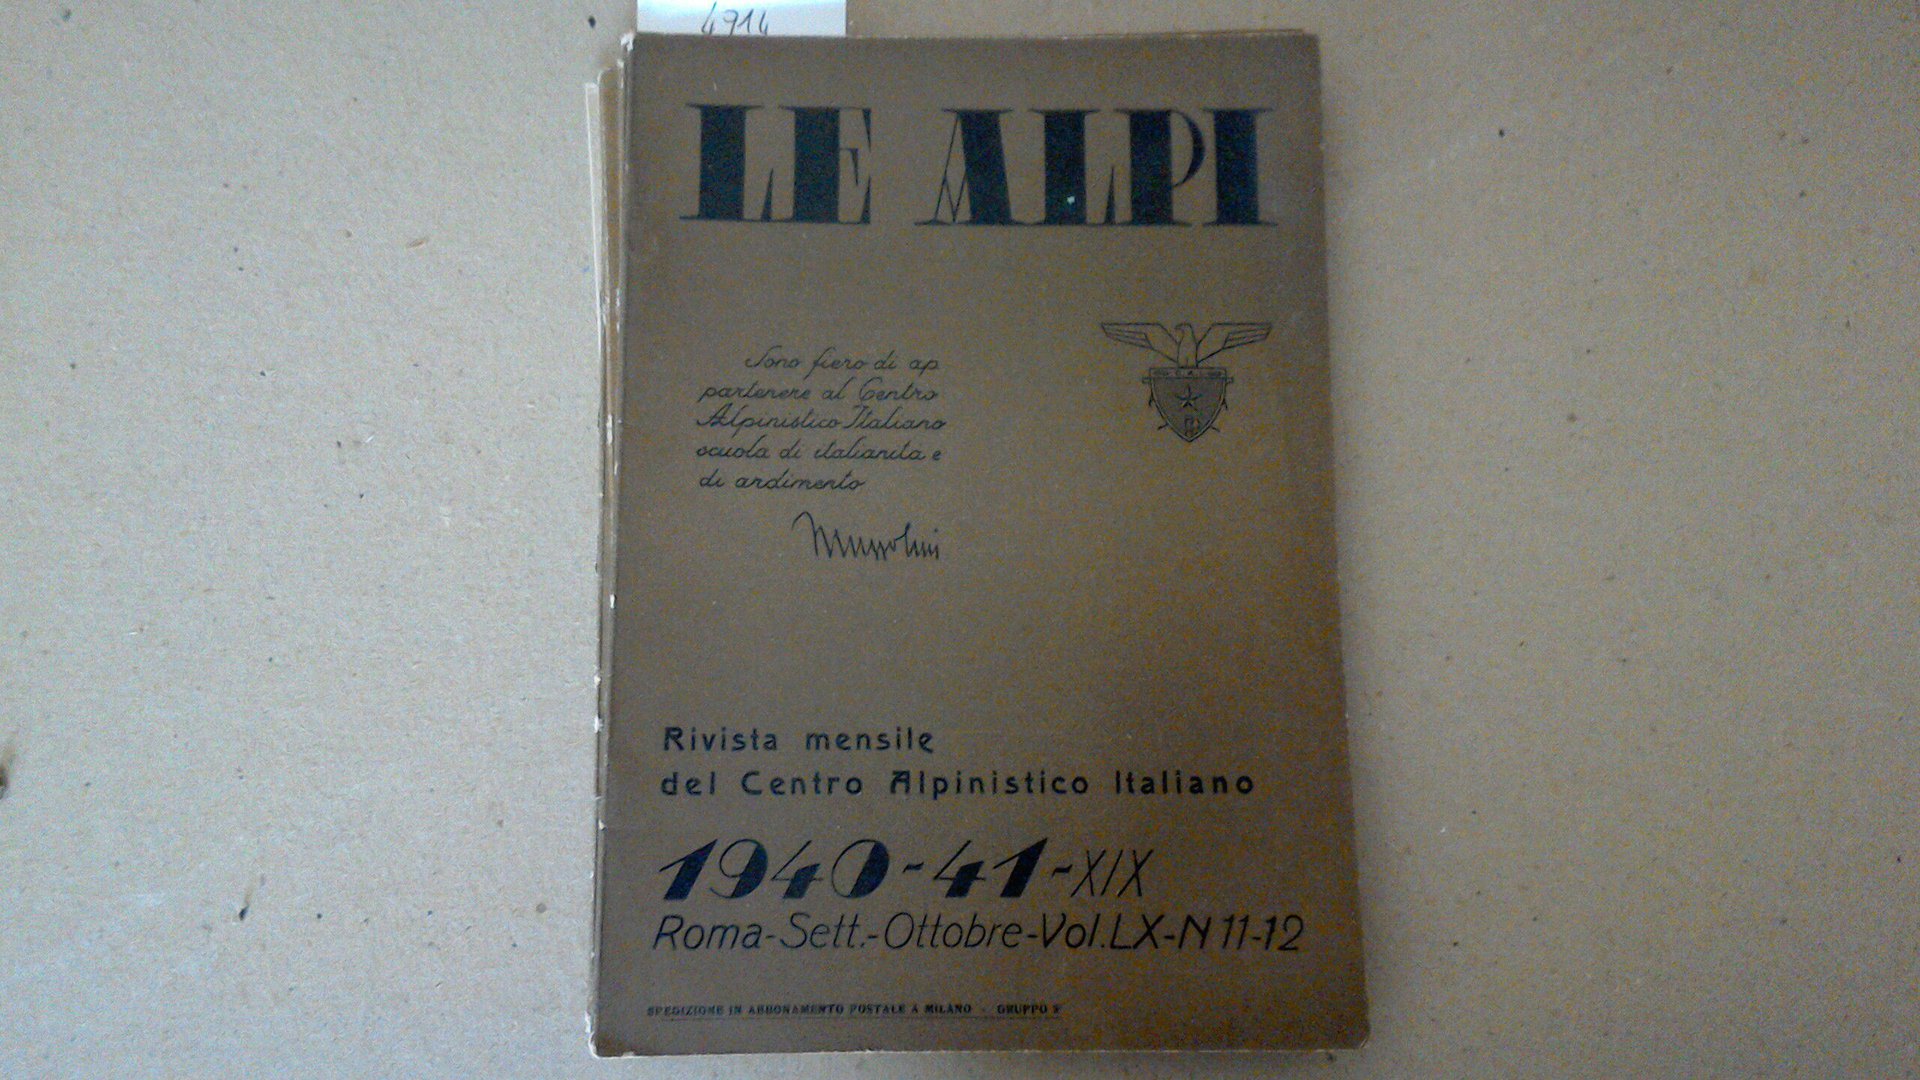 4914
LE ALPI
Sono fiero di ap
partenere al Centro
Alpinistico Italiano
scuola di italianita e
di ardimento
Mussolini
C. A. I.
Rivista mensile
del Centro Alpinistico Italiano
1940-41-XIX
Roma-Sett.-Ottobre-Vol.LX-N 11-12
SPEDIZIONE IN ABBONAMENTO POSTALE A MILANO - GRUPPO